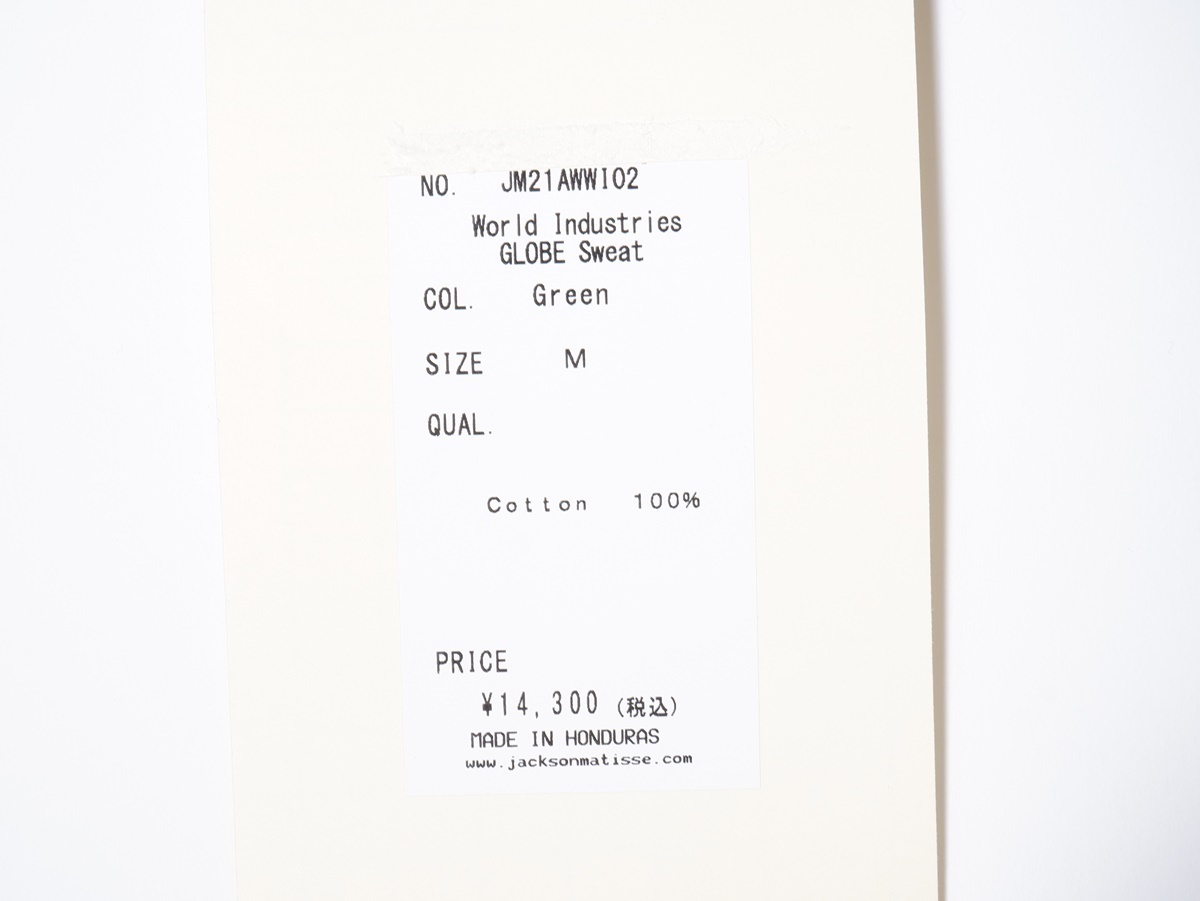 NO. JM21AWWI02
World Industries
GLOBE Sweat
COL. Green
SIZE M
QUAL.
Cotton 100%
PRICE
¥14,300 (税込)
MADE IN HONDURAS
www.jacksonmatisse.com